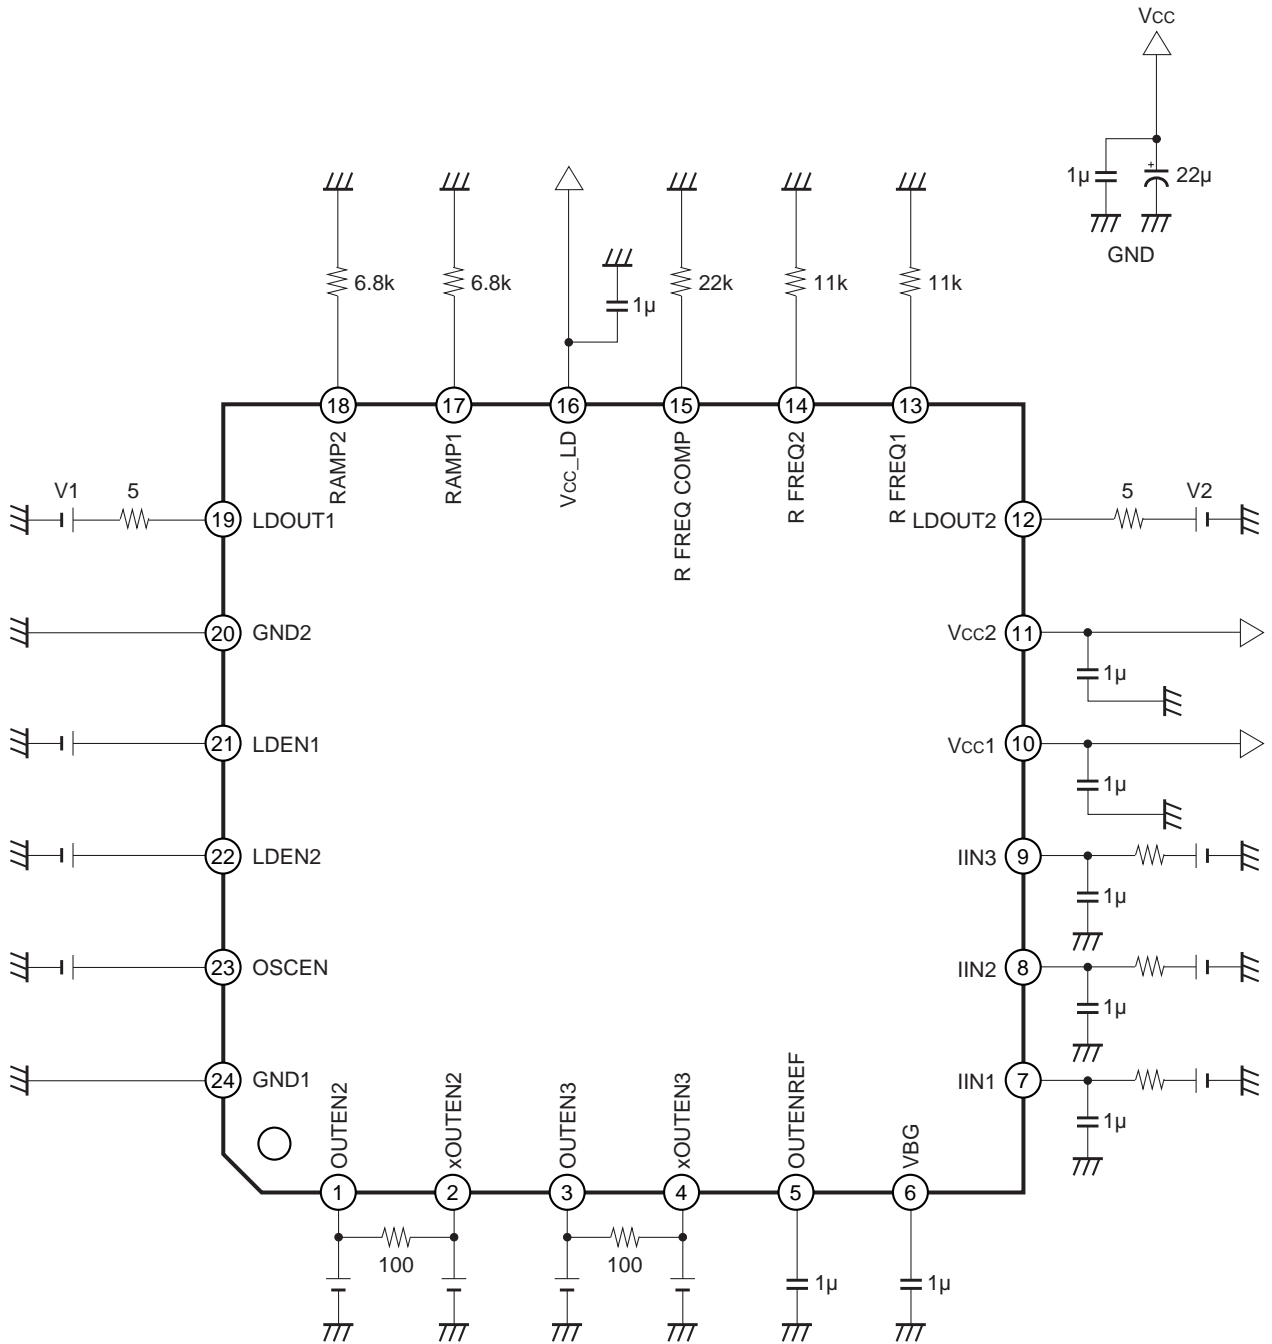 Vcc
1µ
22µ
GND
6.8k
6.8k
1µ
22k
11k
11k
18
17
16
15
14
13
RAMP2
RAMP1
Vcc_LD
R FREQ COMP
R FREQ2
R FREQ1
V1
5
19
LDOUT1
LDOUT2
12
5
V2
20
GND2
Vcc2
11
1µ
21
LDEN1
Vcc1
10
1µ
22
LDEN2
IIN3
9
1µ
23
OSCEN
IIN2
8
1µ
24
GND1
IIN1
7
1µ
OUTEN2
xOUTEN2
OUTEN3
xOUTEN3
OUTENREF
VBG
1
2
3
4
5
6
100
100
1µ
1µ